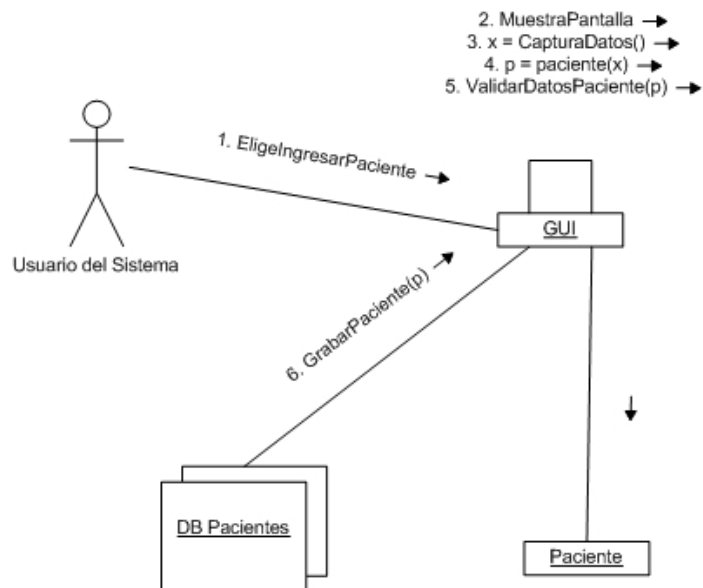 2. MuestraPantalla
3. x = CapturaDatos()
4. p = paciente(x)
5. ValidarDatosPaciente(p)
1. EligeIngresarPaciente
GUI
Usuario del Sistema
6. GrabarPaciente(p)
DB Pacientes
Paciente